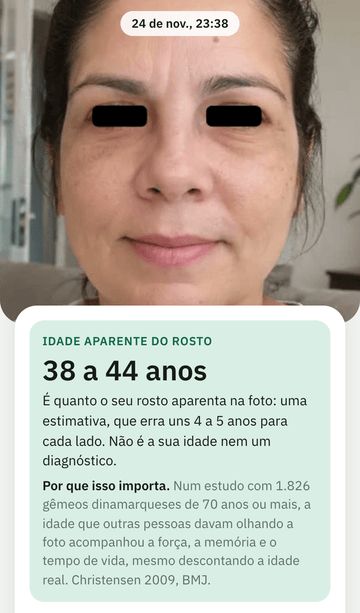 24 de nov., 23:38
IDADE APARENTE DO ROSTO
38 a 44 anos
É quanto o seu rosto aparenta na foto: uma
estimativa, que erra uns 4 a 5 anos para
cada lado. Não é a sua idade nem um
diagnóstico.
Por que isso importa. Num estudo com 1.826
gêmeos dinamarqueses de 70 anos ou mais, a
idade que outras pessoas davam olhando a
foto acompanhou a força, a memória e o
tempo de vida, mesmo descontando a idade
real. Christensen 2009, BMJ.